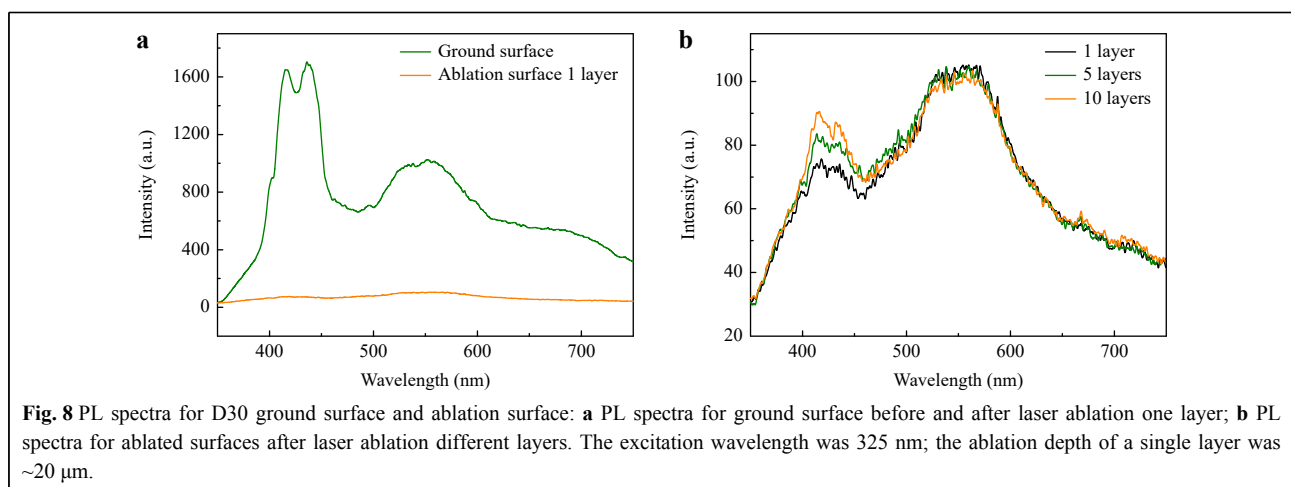 a
Ground surface
Ablation surface 1 layer
1600
1200
800
400
0
Intensity (a.u.)
400
500
600
700
Wavelength (nm)
b
1 layer
5 layers
10 layers
100
80
60
40
20
Intensity (a.u.)
400
500
600
700
Wavelength (nm)
Fig. 8 PL spectra for D30 ground surface and ablation surface: a PL spectra for ground surface before and after laser ablation one layer; b PL
spectra for ablated surfaces after laser ablation different layers. The excitation wavelength was 325 nm; the ablation depth of a single layer was
~20 μm.